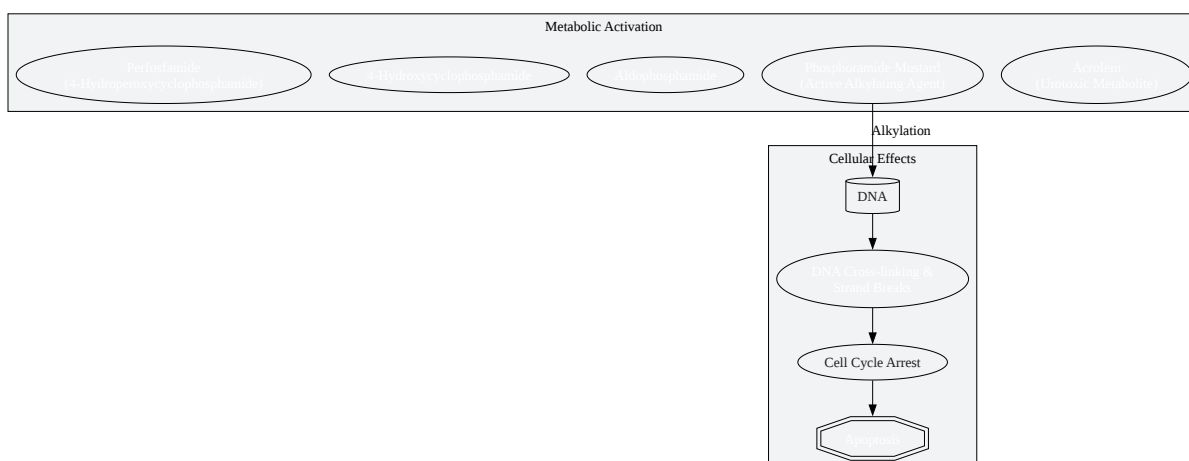 Metabolic Activation
Perfosfamide
(4-Hydroperoxycyclophosphamide)
4-Hydroxycyclophosphamide
Aldophosphamide
Phosphoramide Mustard
(Active Alkylating Agent)
Acrolein
(Urotoxic Metabolite)
Alkylation
Cellular Effects
DNA
DNA Cross-linking &
Strand Breaks
Cell Cycle Arrest
Apoptosis